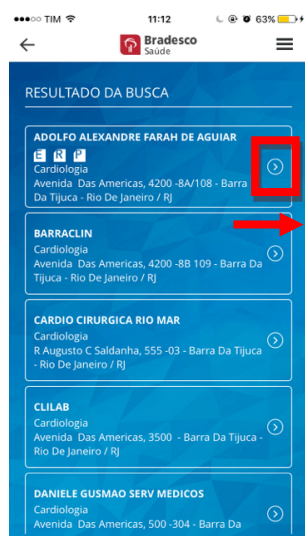 TIM 11:12 63%
Bradesco
Saúde
RESULTADO DA BUSCA
ADOLFO ALEXANDRE FARAH DE AGUIAR
E R P
Cardiologia
Avenida Das Americas, 4200 -8A/108 - Barra
Da Tijuca - Rio De Janeiro / RJ
BARRACLIN
Cardiologia
Avenida Das Americas, 4200 -8B 109 - Barra Da
Tijuca - Rio De Janeiro / RJ
CARDIO CIRURGICA RIO MAR
Cardiologia
R Augusto C Saldanha, 555 -03 - Barra Da Tijuca
- Rio De Janeiro / RJ
CLILAB
Cardiologia
Avenida Das Americas, 3500 - Barra Da Tijuca -
Rio De Janeiro / RJ
DANIELE GUSMAO SERV MEDICOS
Cardiologia
Avenida Das Americas, 500 -304 - Barra Da